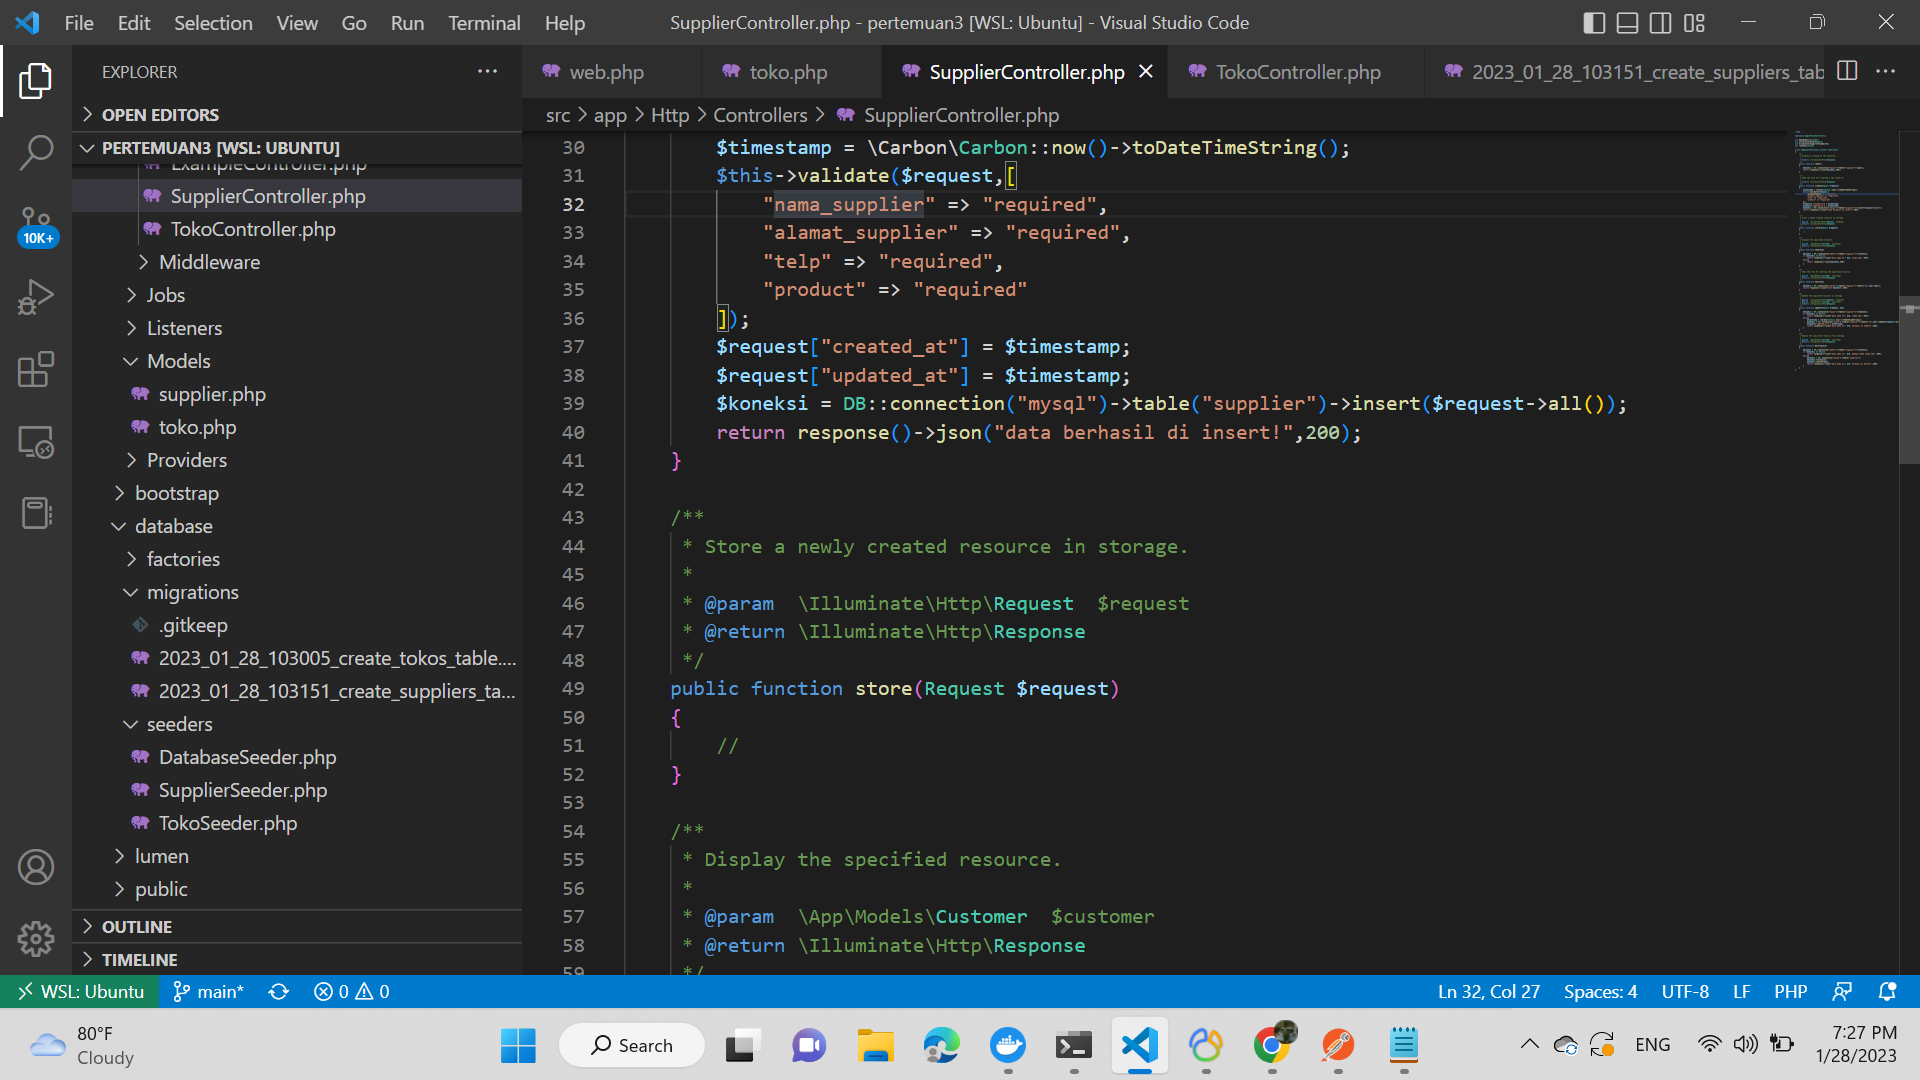 File Edit Selection View Go Run Terminal Help
SupplierController.php - pertemuan3 [WSL: Ubuntu] - Visual Studio Code
EXPLORER
OPEN EDITORS
PERTEMUAN3 [WSL: UBUNTU]
ExampleController.php
SupplierController.php
TokoController.php
Middleware
Jobs
Listeners
Models
supplier.php
toko.php
Providers
bootstrap
database
factories
migrations
.gitkeep
2023_01_28_103005_create_tokos_table....
2023_01_28_103151_create_suppliers_ta...
seeders
DatabaseSeeder.php
SupplierSeeder.php
TokoSeeder.php
lumen
public
OUTLINE
TIMELINE
10K+
web.php toko.php SupplierController.php TokoController.php 2023_01_28_103151_create_suppliers_tab
src > app > Http > Controllers > SupplierController.php
30 $timestamp = \Carbon\Carbon::now()->toDateTimeString();
31 $this->validate($request,[
32 "nama_supplier" => "required",
33 "alamat_supplier" => "required",
34 "telp" => "required",
35 "product" => "required"
36 ]);
37 $request["created_at"] = $timestamp;
38 $request["updated_at"] = $timestamp;
39 $koneksi = DB::connection("mysql")->table("supplier")->insert($request->all());
40 return response()->json("data berhasil di insert!",200);
41 }
42
43 /**
44 * Store a newly created resource in storage.
45 *
46 * @param  \Illuminate\Http\Request  $request
47 * @return \Illuminate\Http\Response
48 */
49 public function store(Request $request)
50 {
51 //
52 }
53
54 /**
55 * Display the specified resource.
56 *
57 * @param  \App\Models\Customer  $customer
58 * @return \Illuminate\Http\Response
59 */
WSL: Ubuntu main* 0 0 Ln 32, Col 27 Spaces: 4 UTF-8 LF PHP
80°F
Cloudy
Search
ENG
7:27 PM
1/28/2023